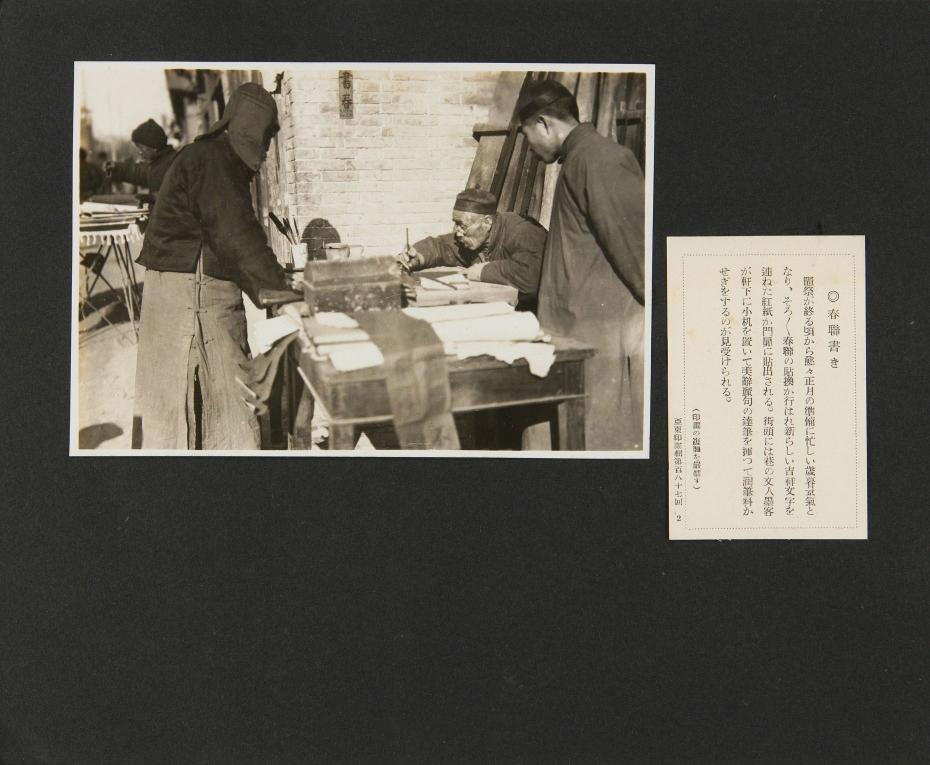 書春
◎春聯書き
竈祭が終る頃から愈々正月の準備に忙しい歳暮景氣と
なり、そろ〳〵春聯の貼換が行はれ新らしい吉祥文字を
連ねた紅紙が門扉に貼出される。街頭には巷の文人墨客
が軒下に小机を置いて美辭麗句の達筆を揮つて潤筆料か
せぎをするのが見受けられる。
(印畫の複製を嚴禁す)
亞東印畫輯第百八十七回 2